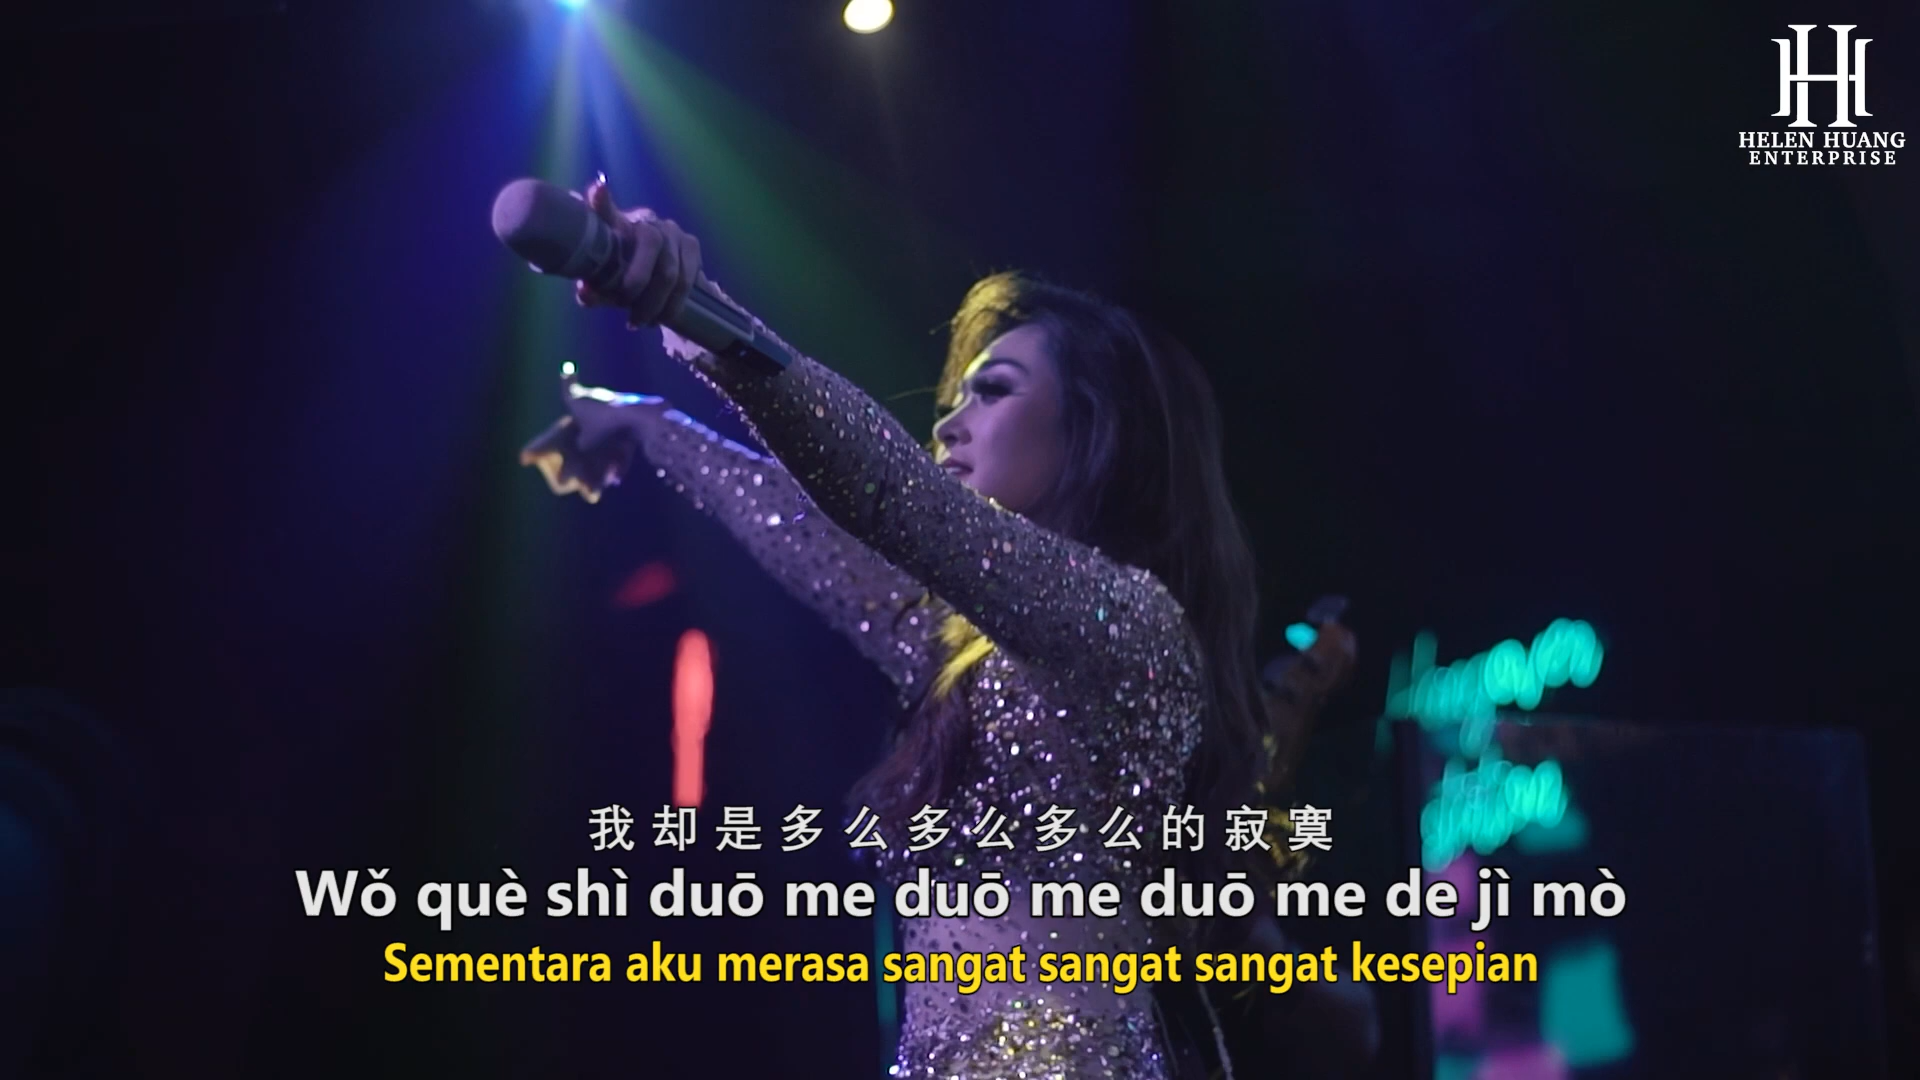 HELEN HUANG
ENTERPRISE
我却是多么多么多么的寂寞
Wǒ què shì duō me duō me duō me de jì mò
Sementara aku merasa sangat sangat sangat kesepian